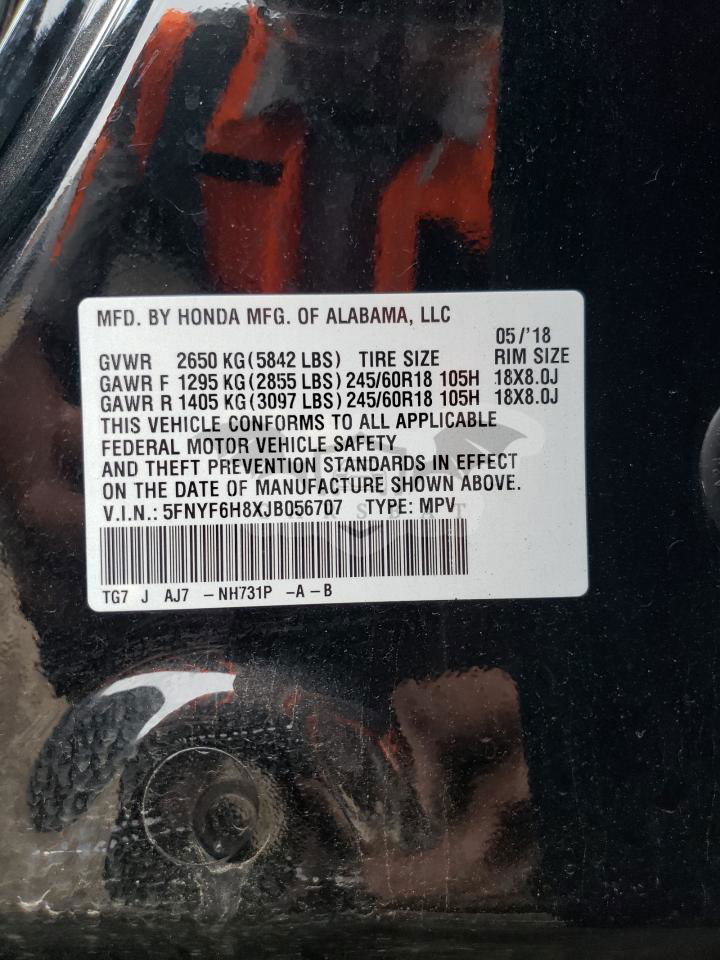 MFD. BY HONDA MFG. OF ALABAMA, LLC
05/'18
GVWR 2650 KG (5842 LBS) TIRE SIZE RIM SIZE
GAWR F 1295 KG (2855 LBS) 245/60R18 105H 18X8.0J
GAWR R 1405 KG (3097 LBS) 245/60R18 105H 18X8.0J
THIS VEHICLE CONFORMS TO ALL APPLICABLE
FEDERAL MOTOR VEHICLE SAFETY
AND THEFT PREVENTION STANDARDS IN EFFECT
ON THE DATE OF MANUFACTURE SHOWN ABOVE.
V.I.N.: 5FNYF6H8XJB056707 TYPE: MPV
TG7 J AJ7 -NH731P -A-B